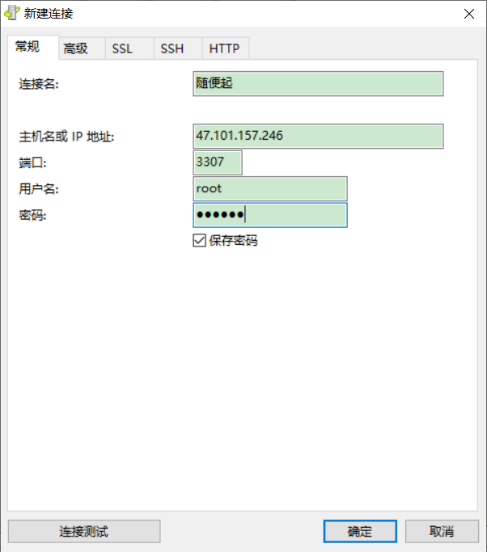 新建连接
常规 高级 SSL SSH HTTP
连接名: 随便起
主机名或 IP 地址: 47.101.157.246
端口: 3307
用户名: root
密码: ●●●●●●
保存密码
连接测试 确定 取消